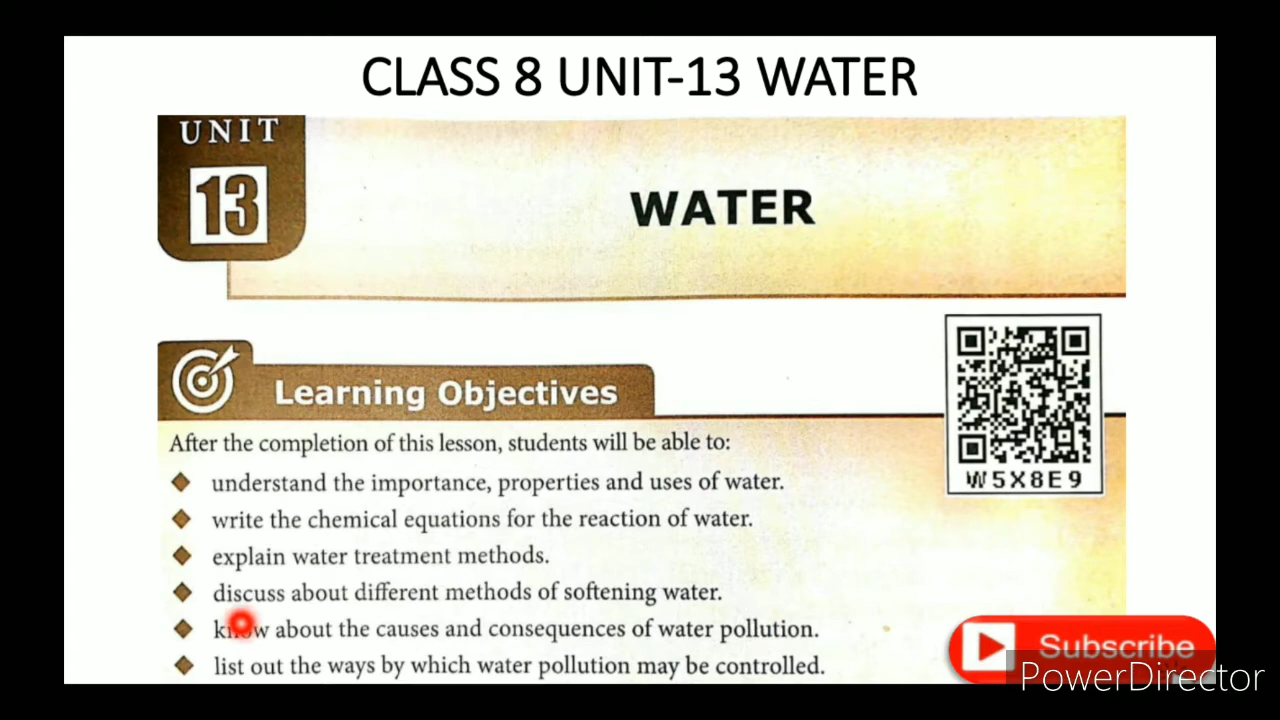 CLASS 8 UNIT-13 WATER
UNIT
13
WATER
Learning Objectives
After the completion of this lesson, students will be able to:
understand the importance, properties and uses of water.
write the chemical equations for the reaction of water.
explain water treatment methods.
discuss about different methods of softening water.
know about the causes and consequences of water pollution.
list out the ways by which water pollution may be controlled.
W5X8E9
Subscribe
PowerDirector